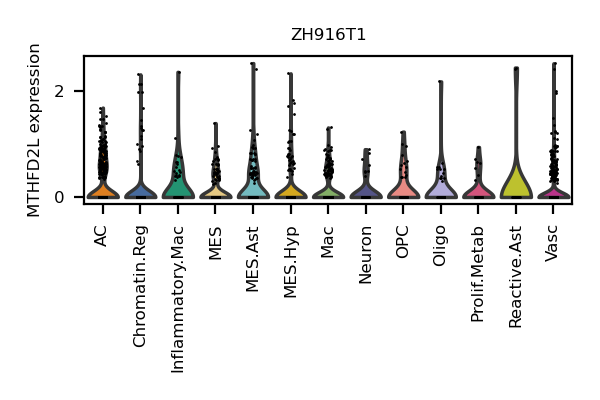 ZH916T1
MTHFD2L expression
2
0
AC
Chromatin.Reg
Inflammatory.Mac
MES
MES.Ast
MES.Hyp
Mac
Neuron
OPC
Oligo
Prolif.Metab
Reactive.Ast
Vasc